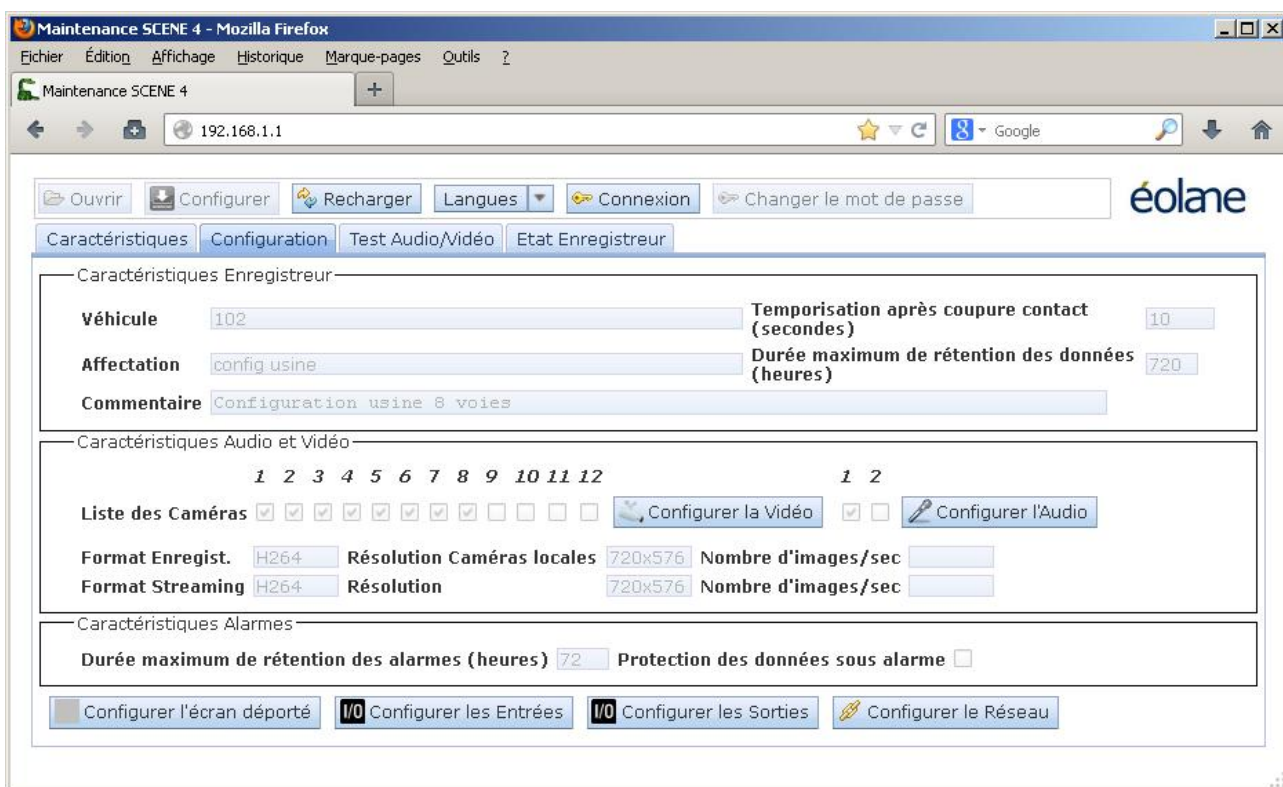 Maintenance SCENE 4 - Mozilla Firefox
Fichier Édition Affichage Historique Marque-pages Outils ?
Maintenance SCENE 4 +
192.168.1.1 8 Google
Ouvrir Configurer Recharger Langues Connexion Changer le mot de passe éolane
Caractéristiques Configuration Test Audio/Vidéo Etat Enregistreur
Caractéristiques Enregistreur
Véhicule 102 Temporisation après coupure contact (secondes) 10
Affectation config usine Durée maximum de rétention des données (heures) 720
Commentaire Configuration usine 8 voies
Caractéristiques Audio et Vidéo
1 2 3 4 5 6 7 8 9 10 11 12 1 2
Liste des Caméras Configurer la Vidéo Configurer l'Audio
Format Enregist. H264 Résolution Caméras locales 720x576 Nombre d'images/sec
Format Streaming H264 Résolution 720x576 Nombre d'images/sec
Caractéristiques Alarmes
Durée maximum de rétention des alarmes (heures) 72 Protection des données sous alarme
Configurer l'écran déporté I/O Configurer les Entrées I/O Configurer les Sorties Configurer le Réseau